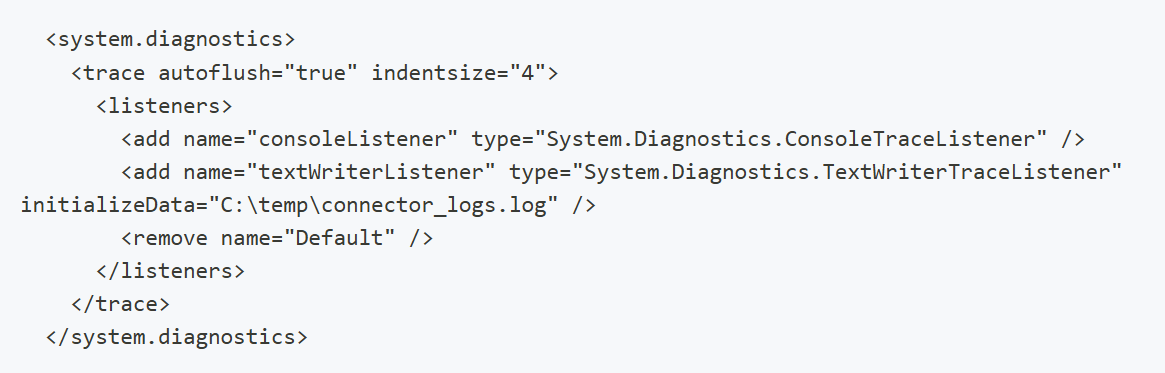 <system.diagnostics>
<trace autoflush="true" indentsize="4">
<listeners>
<add name="consoleListener" type="System.Diagnostics.ConsoleTraceListener" />
<add name="textWriterListener" type="System.Diagnostics.TextWriterTraceListener"
initializeData="C:\temp\connector_logs.log" />
<remove name="Default" />
</listeners>
</trace>
</system.diagnostics>